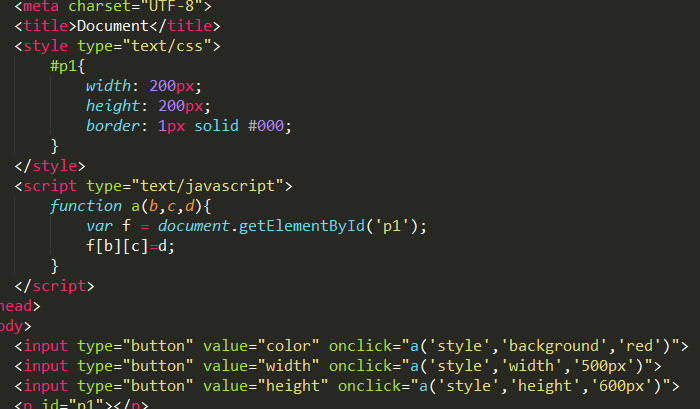 <meta charset="UTF-8">
<title>Document</title>
<style type="text/css">
#p1{
width: 200px;
height: 200px;
border: 1px solid #000;
}
</style>
<script type="text/javascript">
function a(b,c,d){
var f = document.getElementById('p1');
f[b][c]=d;
}
</script>
head>
ody>
<input type="button" value="color" onclick="a('style','background','red')">
<input type="button" value="width" onclick="a('style','width','500px')">
<input type="button" value="height" onclick="a('style','height','600px')">
<p id="p1"></p>